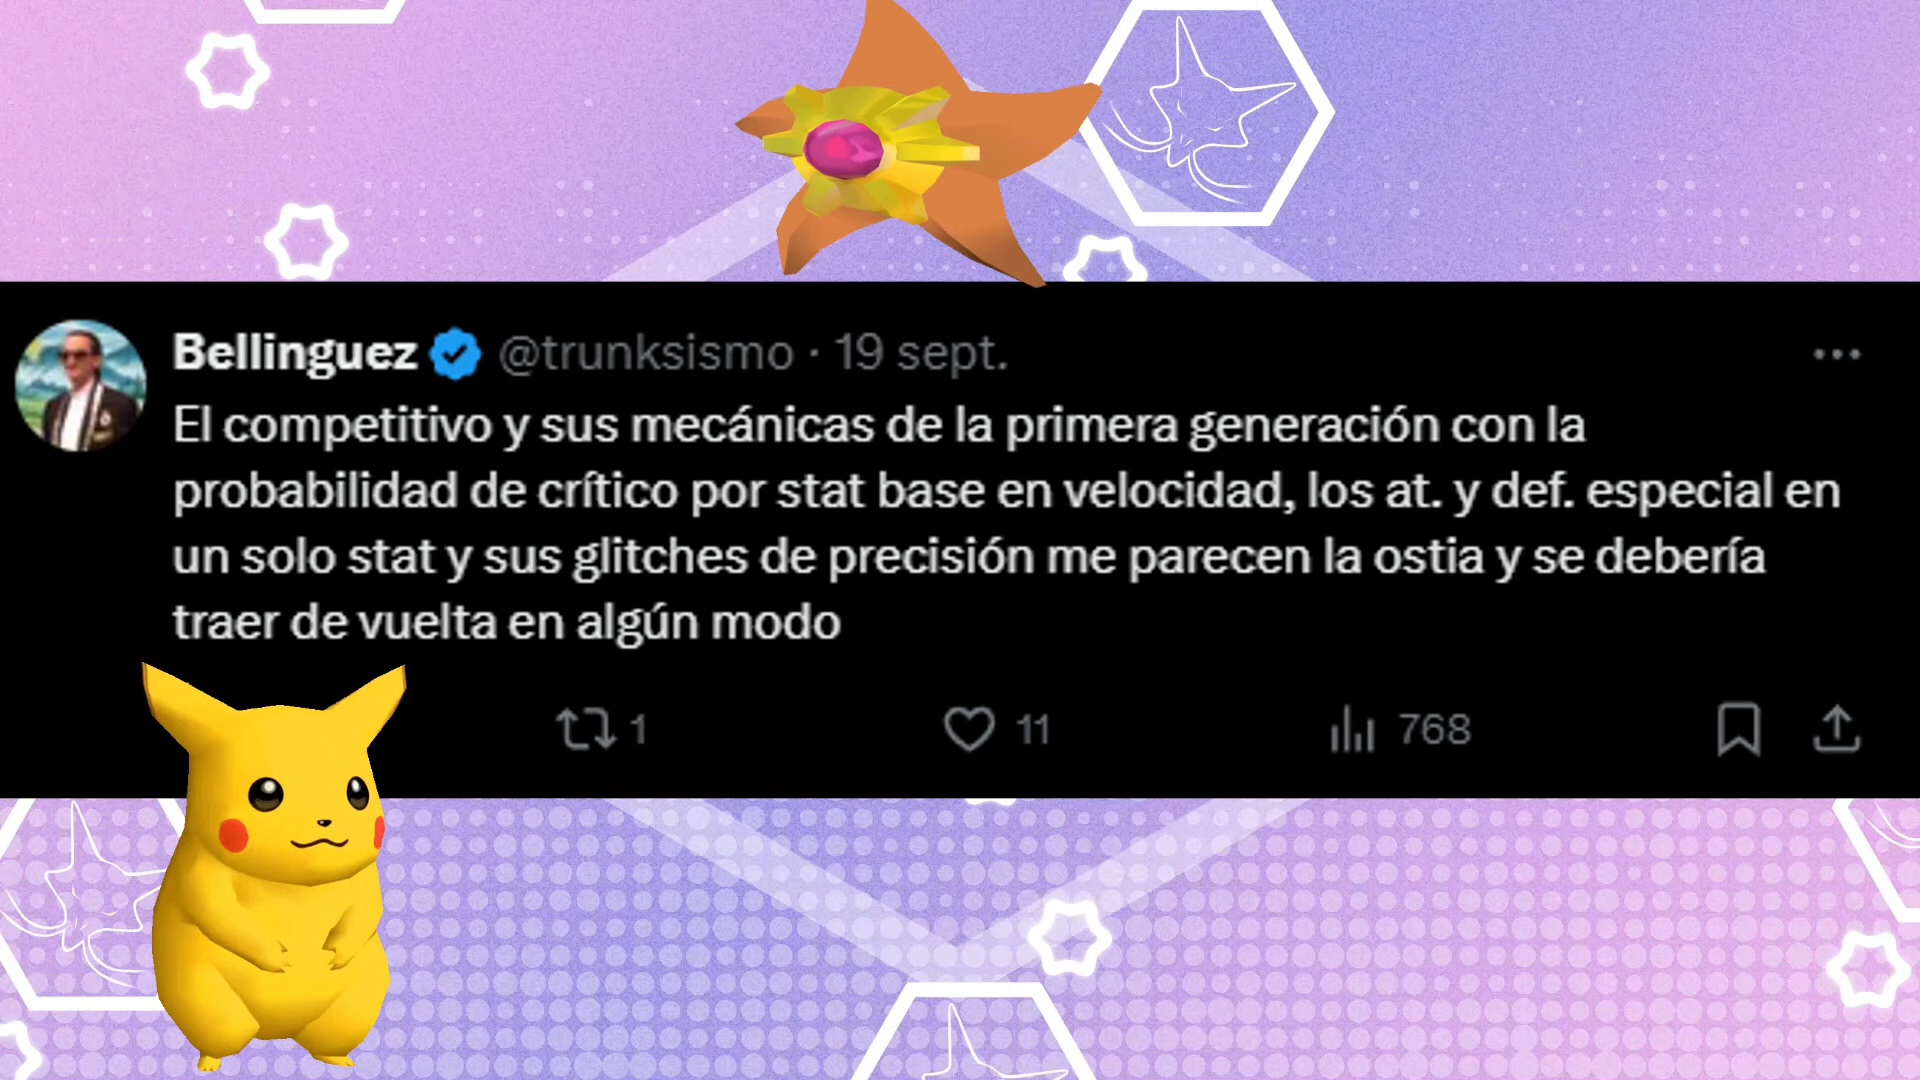 Bellinguez @trunksismo · 19 sept.
El competitivo y sus mecánicas de la primera generación con la
probabilidad de crítico por stat base en velocidad, los at. y def. especial en
un solo stat y sus glitches de precisión me parecen la ostia y se debería
traer de vuelta en algún modo
1 11 768